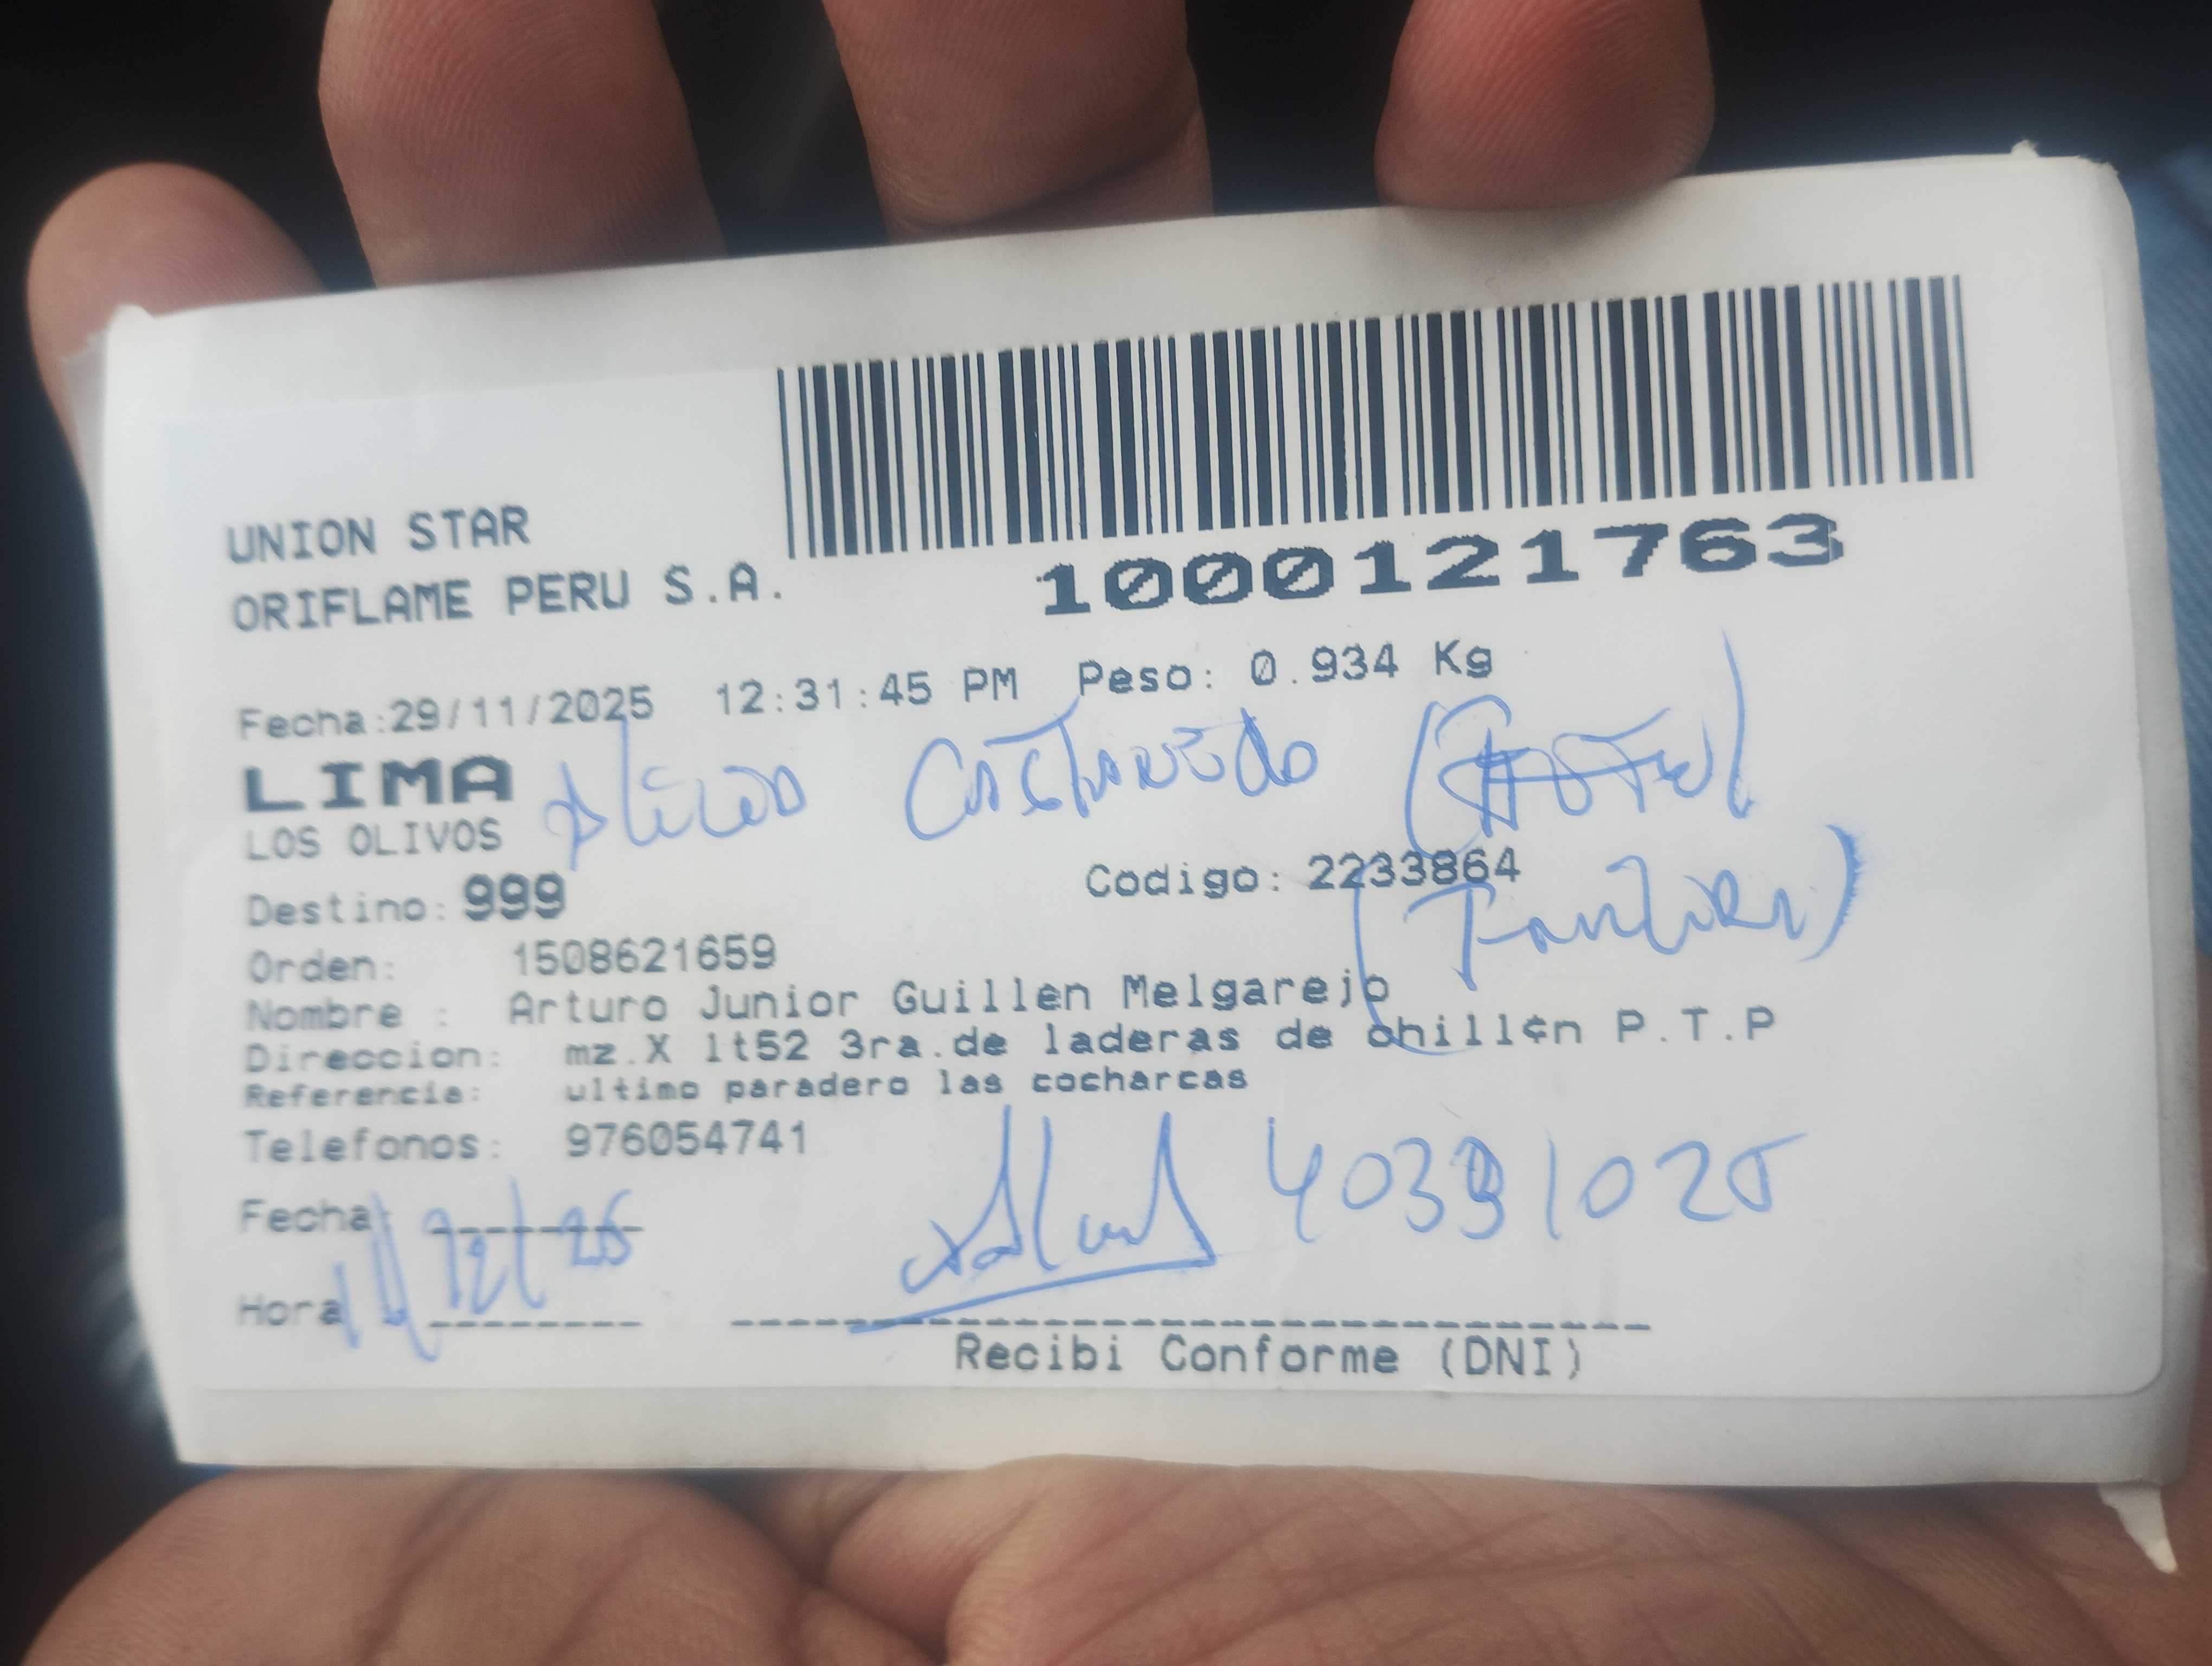 UNION STAR
ORIFLAME PERU S.A.
1000121763
Fecha:29/11/2025 12:31:45 PM Peso: 0.934 Kg
LIMA
LOS OLIVOS
Destino: 999
Codigo: 2233864
Orden: 1508621659
Nombre : Arturo Junior Guillen Melgarejo
Direccion: mz.X lt52 3ra.de laderas de chill¢n P.T.P
Referencia: ultimo paradero las cocharcas
Telefonos: 976054741
Fecha
Hora
Recibi Conforme (DNI)